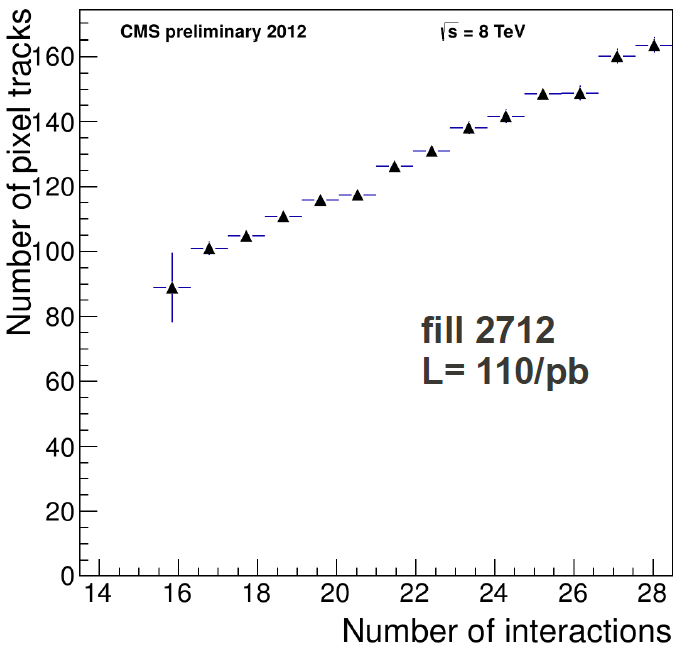 CMS preliminary 2012
√s = 8 TeV
Number of pixel tracks
160
140
120
100
80
60
40
20
0
fill 2712
L= 110/pb
14 16 18 20 22 24 26 28
Number of interactions